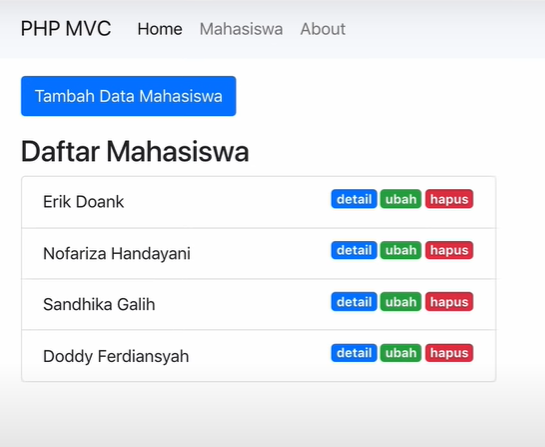 PHP MVC Home Mahasiswa About
Tambah Data Mahasiswa
Daftar Mahasiswa
Erik Doank detail ubah hapus
Nofariza Handayani detail ubah hapus
Sandhika Galih detail ubah hapus
Doddy Ferdiansyah detail ubah hapus